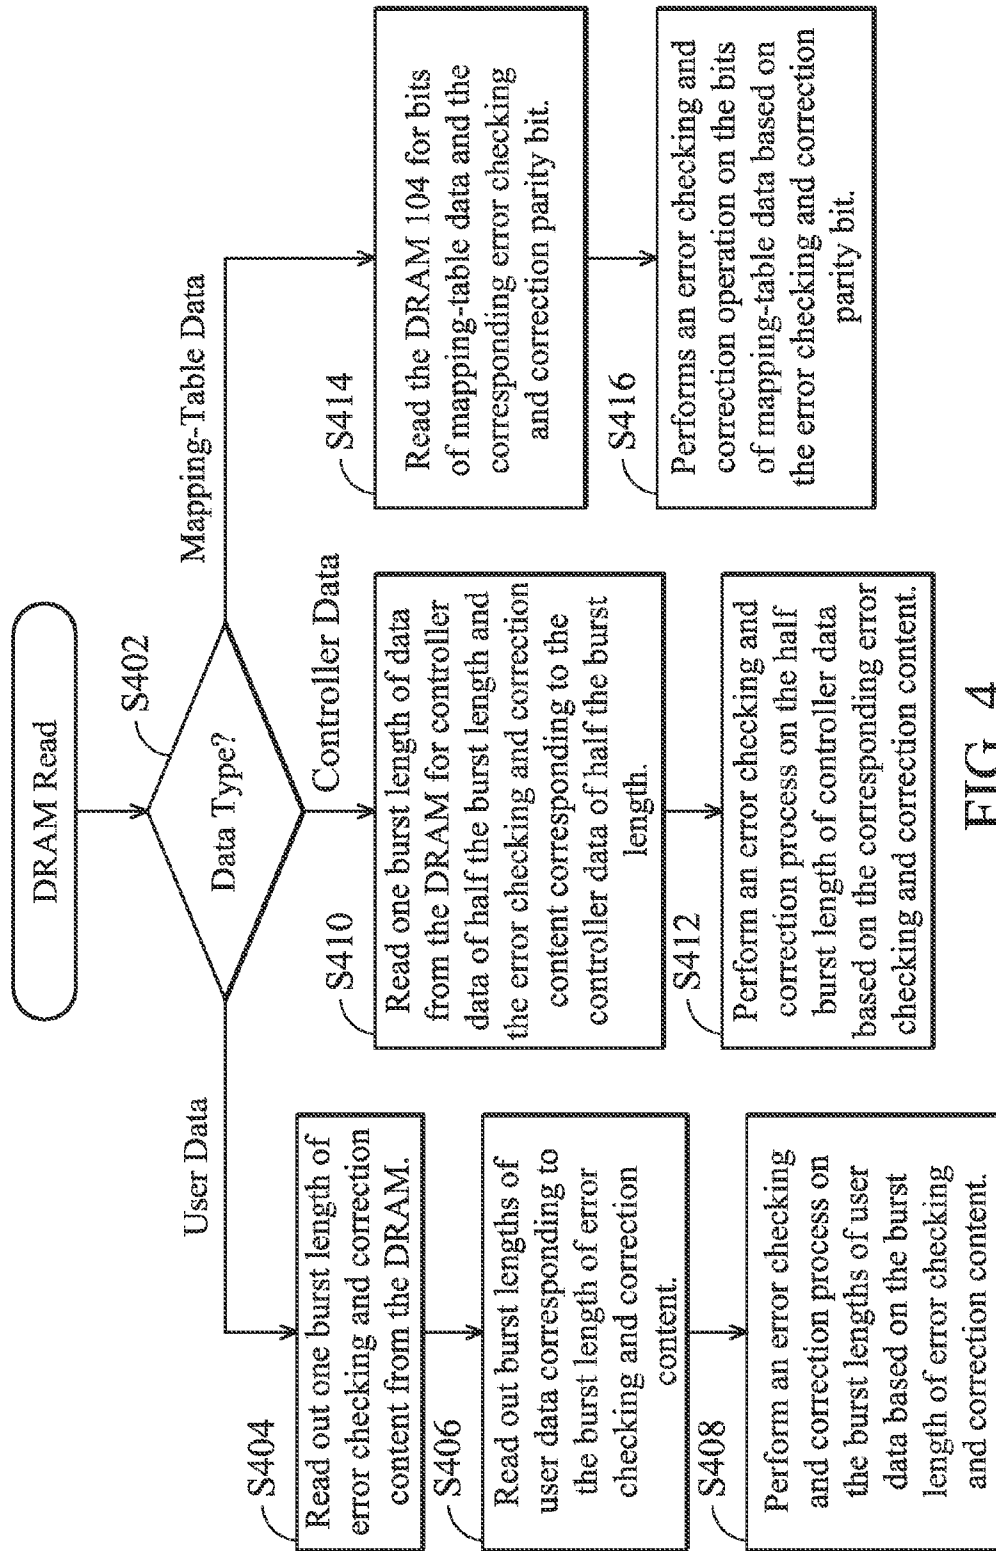 DRAM Read
S402
Data Type?
User Data
Controller Data
Mapping-Table Data
S404
Read out one burst length of
error checking and correction
content from the DRAM.
S406
Read out burst lengths of
user data corresponding to
the burst length of error
checking and correction
content.
S408
Perform an error checking
and correction process on
the burst lengths of user
data based on the burst
length of error checking
and correction content.
S410
Read one burst length of data
from the DRAM for controller
data of half the burst length and
the error checking and correction
content corresponding to the
controller data of half the burst
length.
S412
Perform an error checking and
correction process on the half
burst length of controller data
based on the corresponding error
checking and correction content.
S414
Read the DRAM 104 for bits
of mapping-table data and the
corresponding error checking
and correction parity bit.
S416
Performs an error checking and
correction operation on the bits
of mapping-table data based on
the error checking and correction
parity bit.
FIG. 4